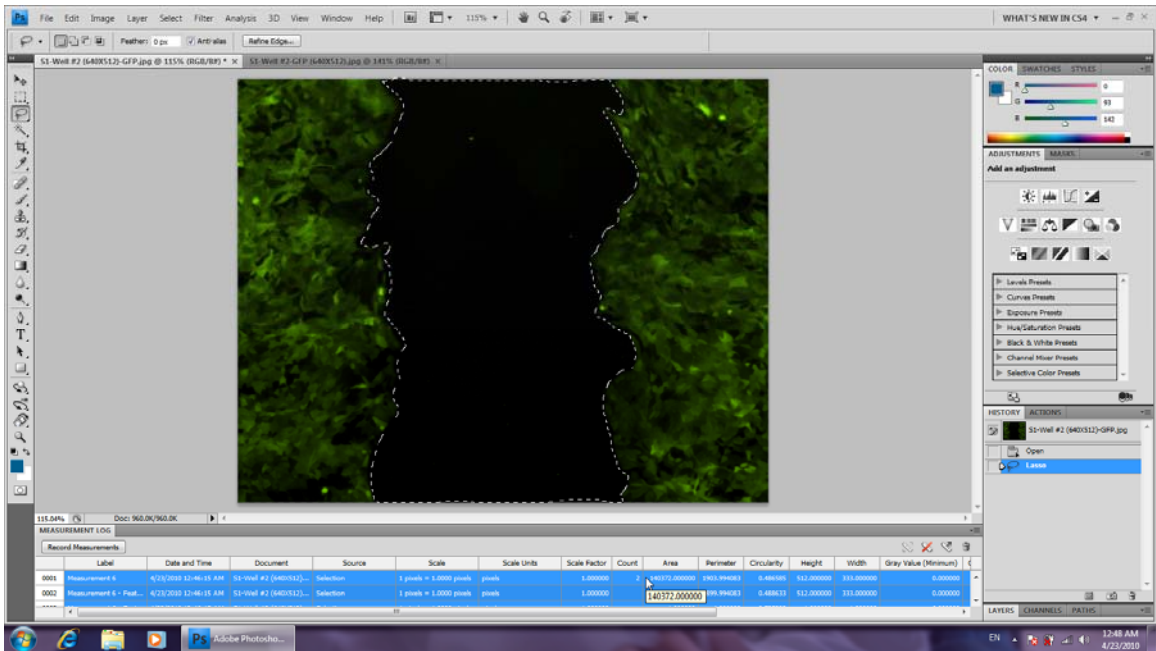 Ps File Edit Image Layer Select Filter Analysis 3D View Window Help Br 115% WHAT'S NEW IN CS4
Feather: 0 px Anti-alias Refine Edge...
S1-Well #2 (640X512)-GFP.jpg @ 115% (RGB/8#) * × S1-Well #2-GFP (640X512).jpg @ 141% (RGB/8#) ×
COLOR SWATCHES STYLES
R 0
G 93
B 142
ADJUSTMENTS MASKS
Add an adjustment
Levels Presets
Curves Presets
Exposure Presets
Hue/Saturation Presets
Black & White Presets
Channel Mixer Presets
Selective Color Presets
HISTORY ACTIONS
S1-Well #2 (640X512)-GFP.jpg
Open
Lasso
115.04% Doc: 960.0K/960.0K
MEASUREMENT LOG
Record Measurements
Label Date and Time Document Source Scale Scale Units Scale Factor Count Area Perimeter Circularity Height Width Gray Value (Minimum)
0001 Measurement 6 4/23/2010 12:46:15 AM S1-Well #2 (640X512)... Selection 1 pixels = 1.0000 pixels pixels 1.000000 2 140372.000000 1903.994083 0.486585 512.000000 333.000000 0.000000
0002 Measurement 6 - Feat... 4/23/2010 12:46:15 AM S1-Well #2 (640X512)... Selection 1 pixels = 1.0000 pixels pixels 1.000000 0.488633 512.000000 333.000000 0.000000
140372.000000
LAYERS CHANNELS PATHS
Ps Adobe Photosho...
EN 12:48 AM
4/23/2010